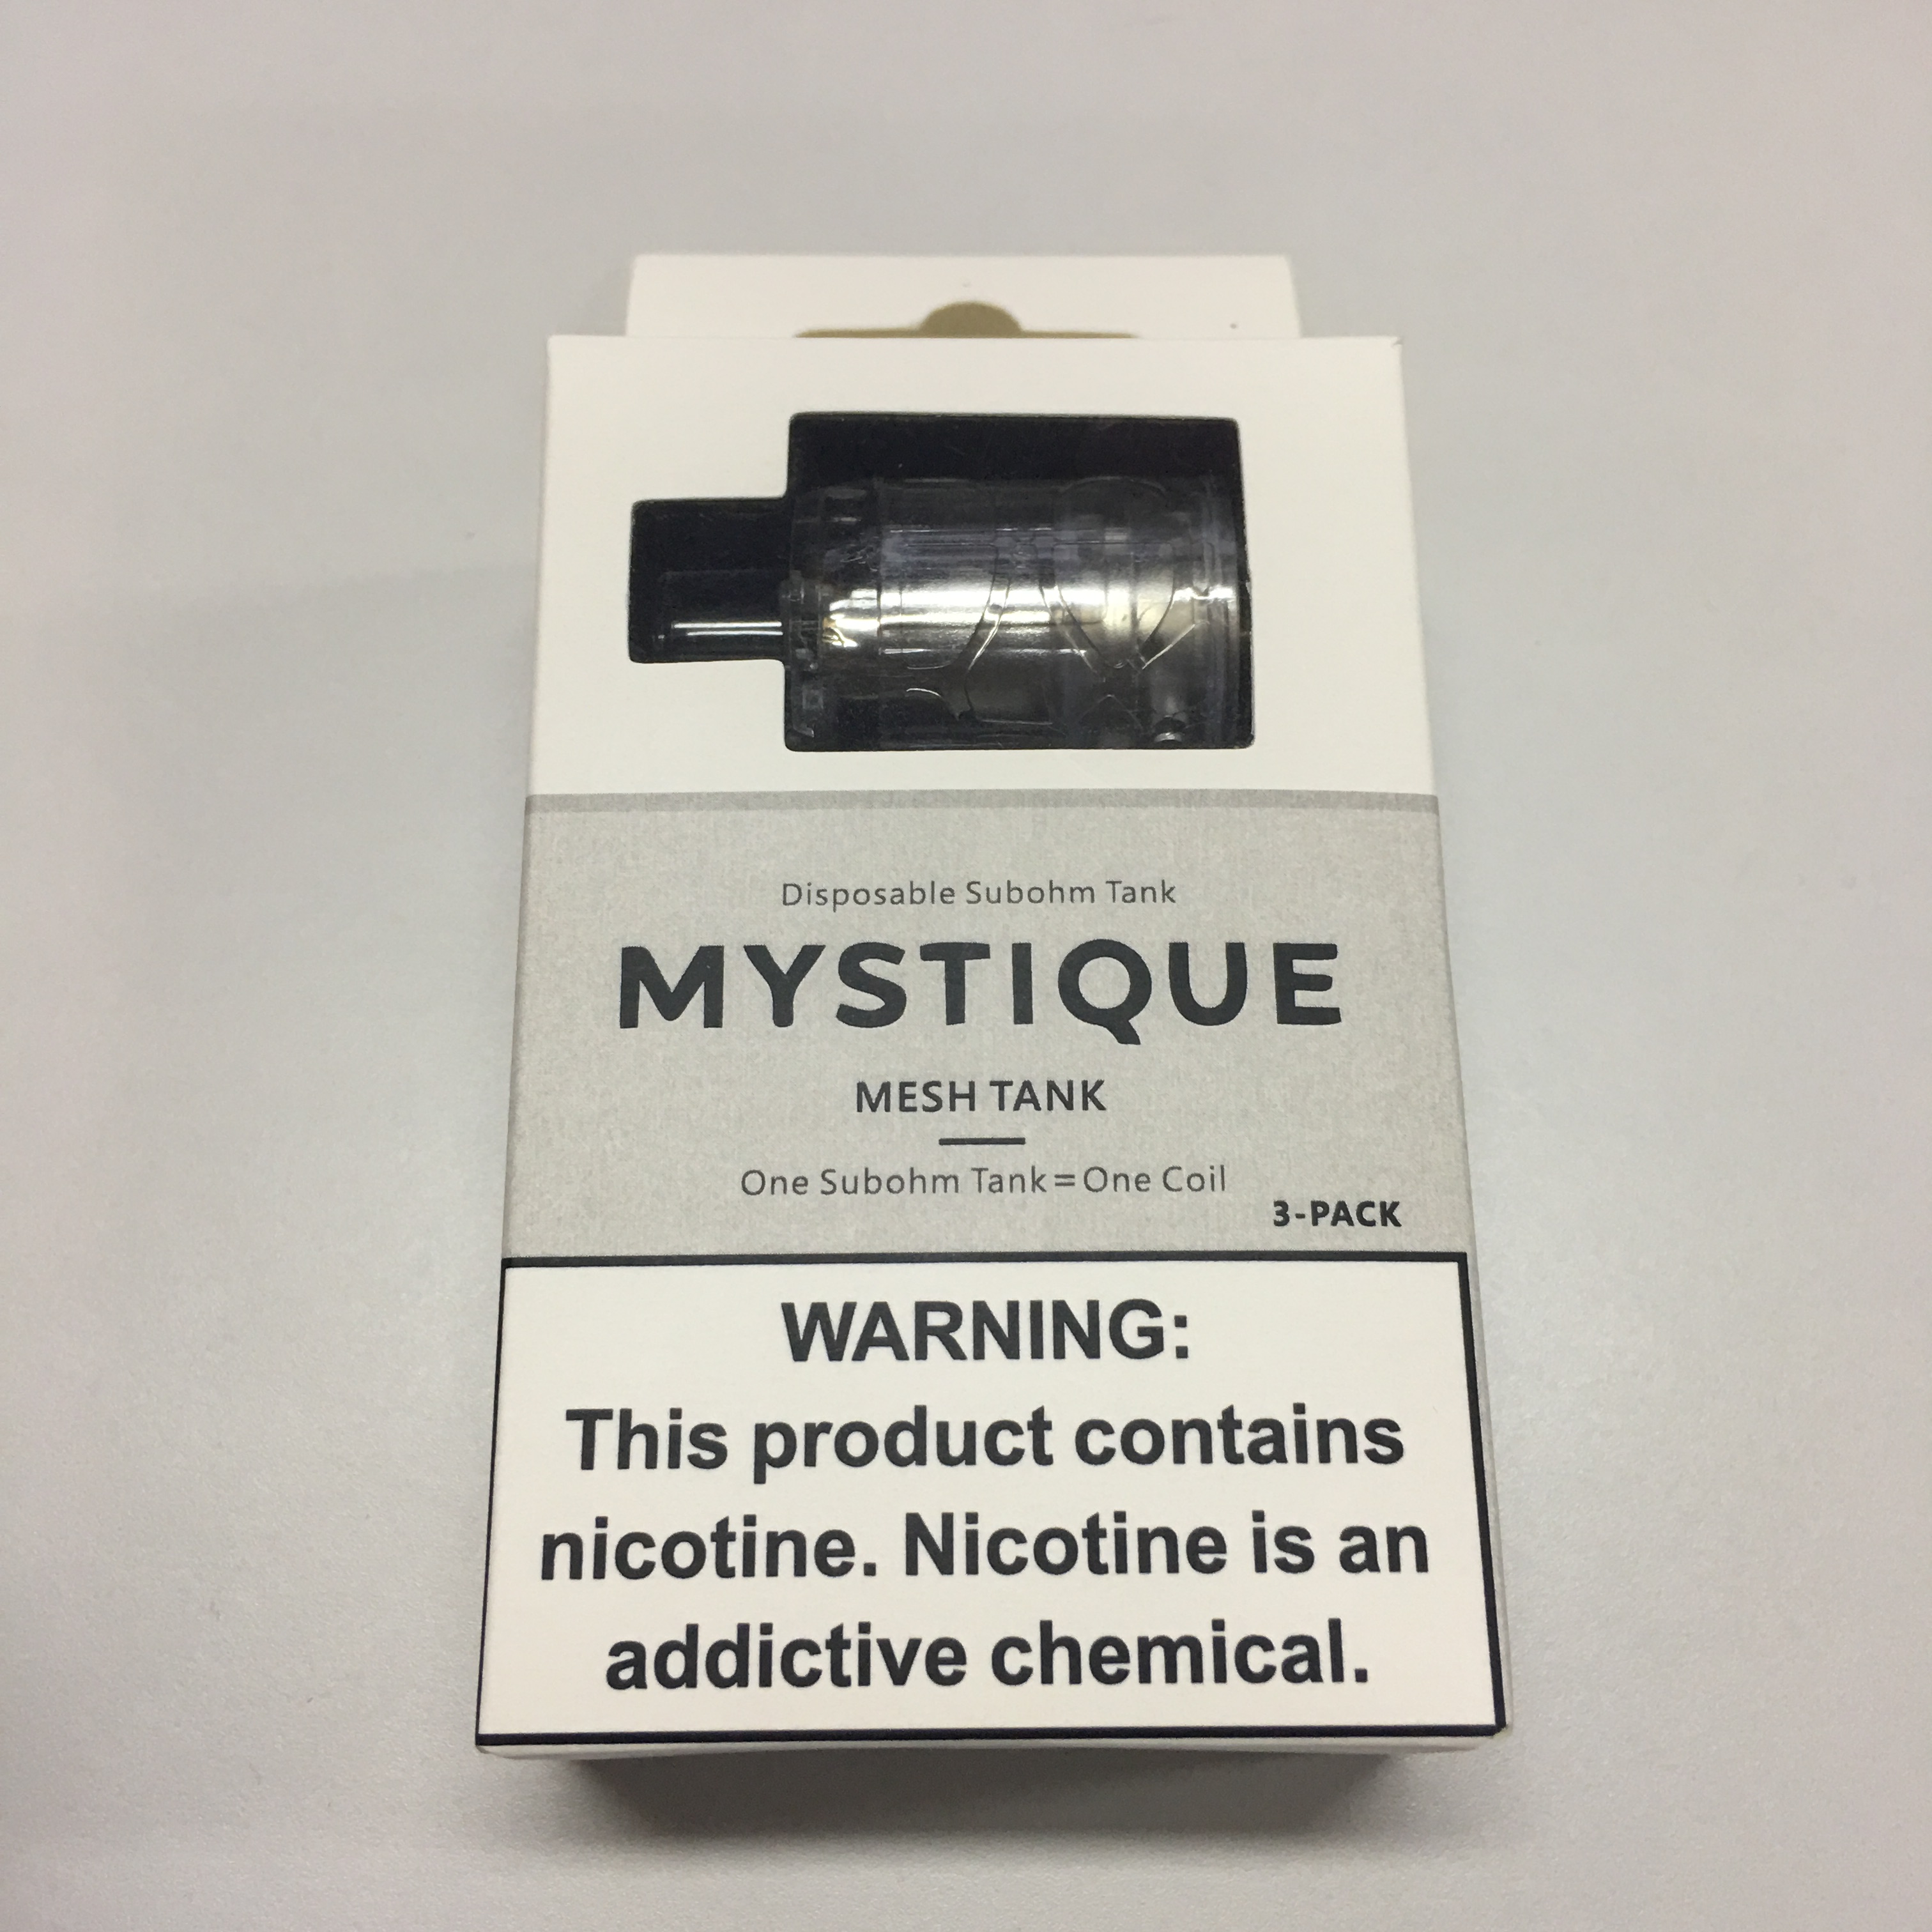 Disposable Subohm Tank
MYSTIQUE
MESH TANK
One Subohm Tank=One Coil
3-PACK
WARNING:
This product contains
nicotine. Nicotine is an
addictive chemical.